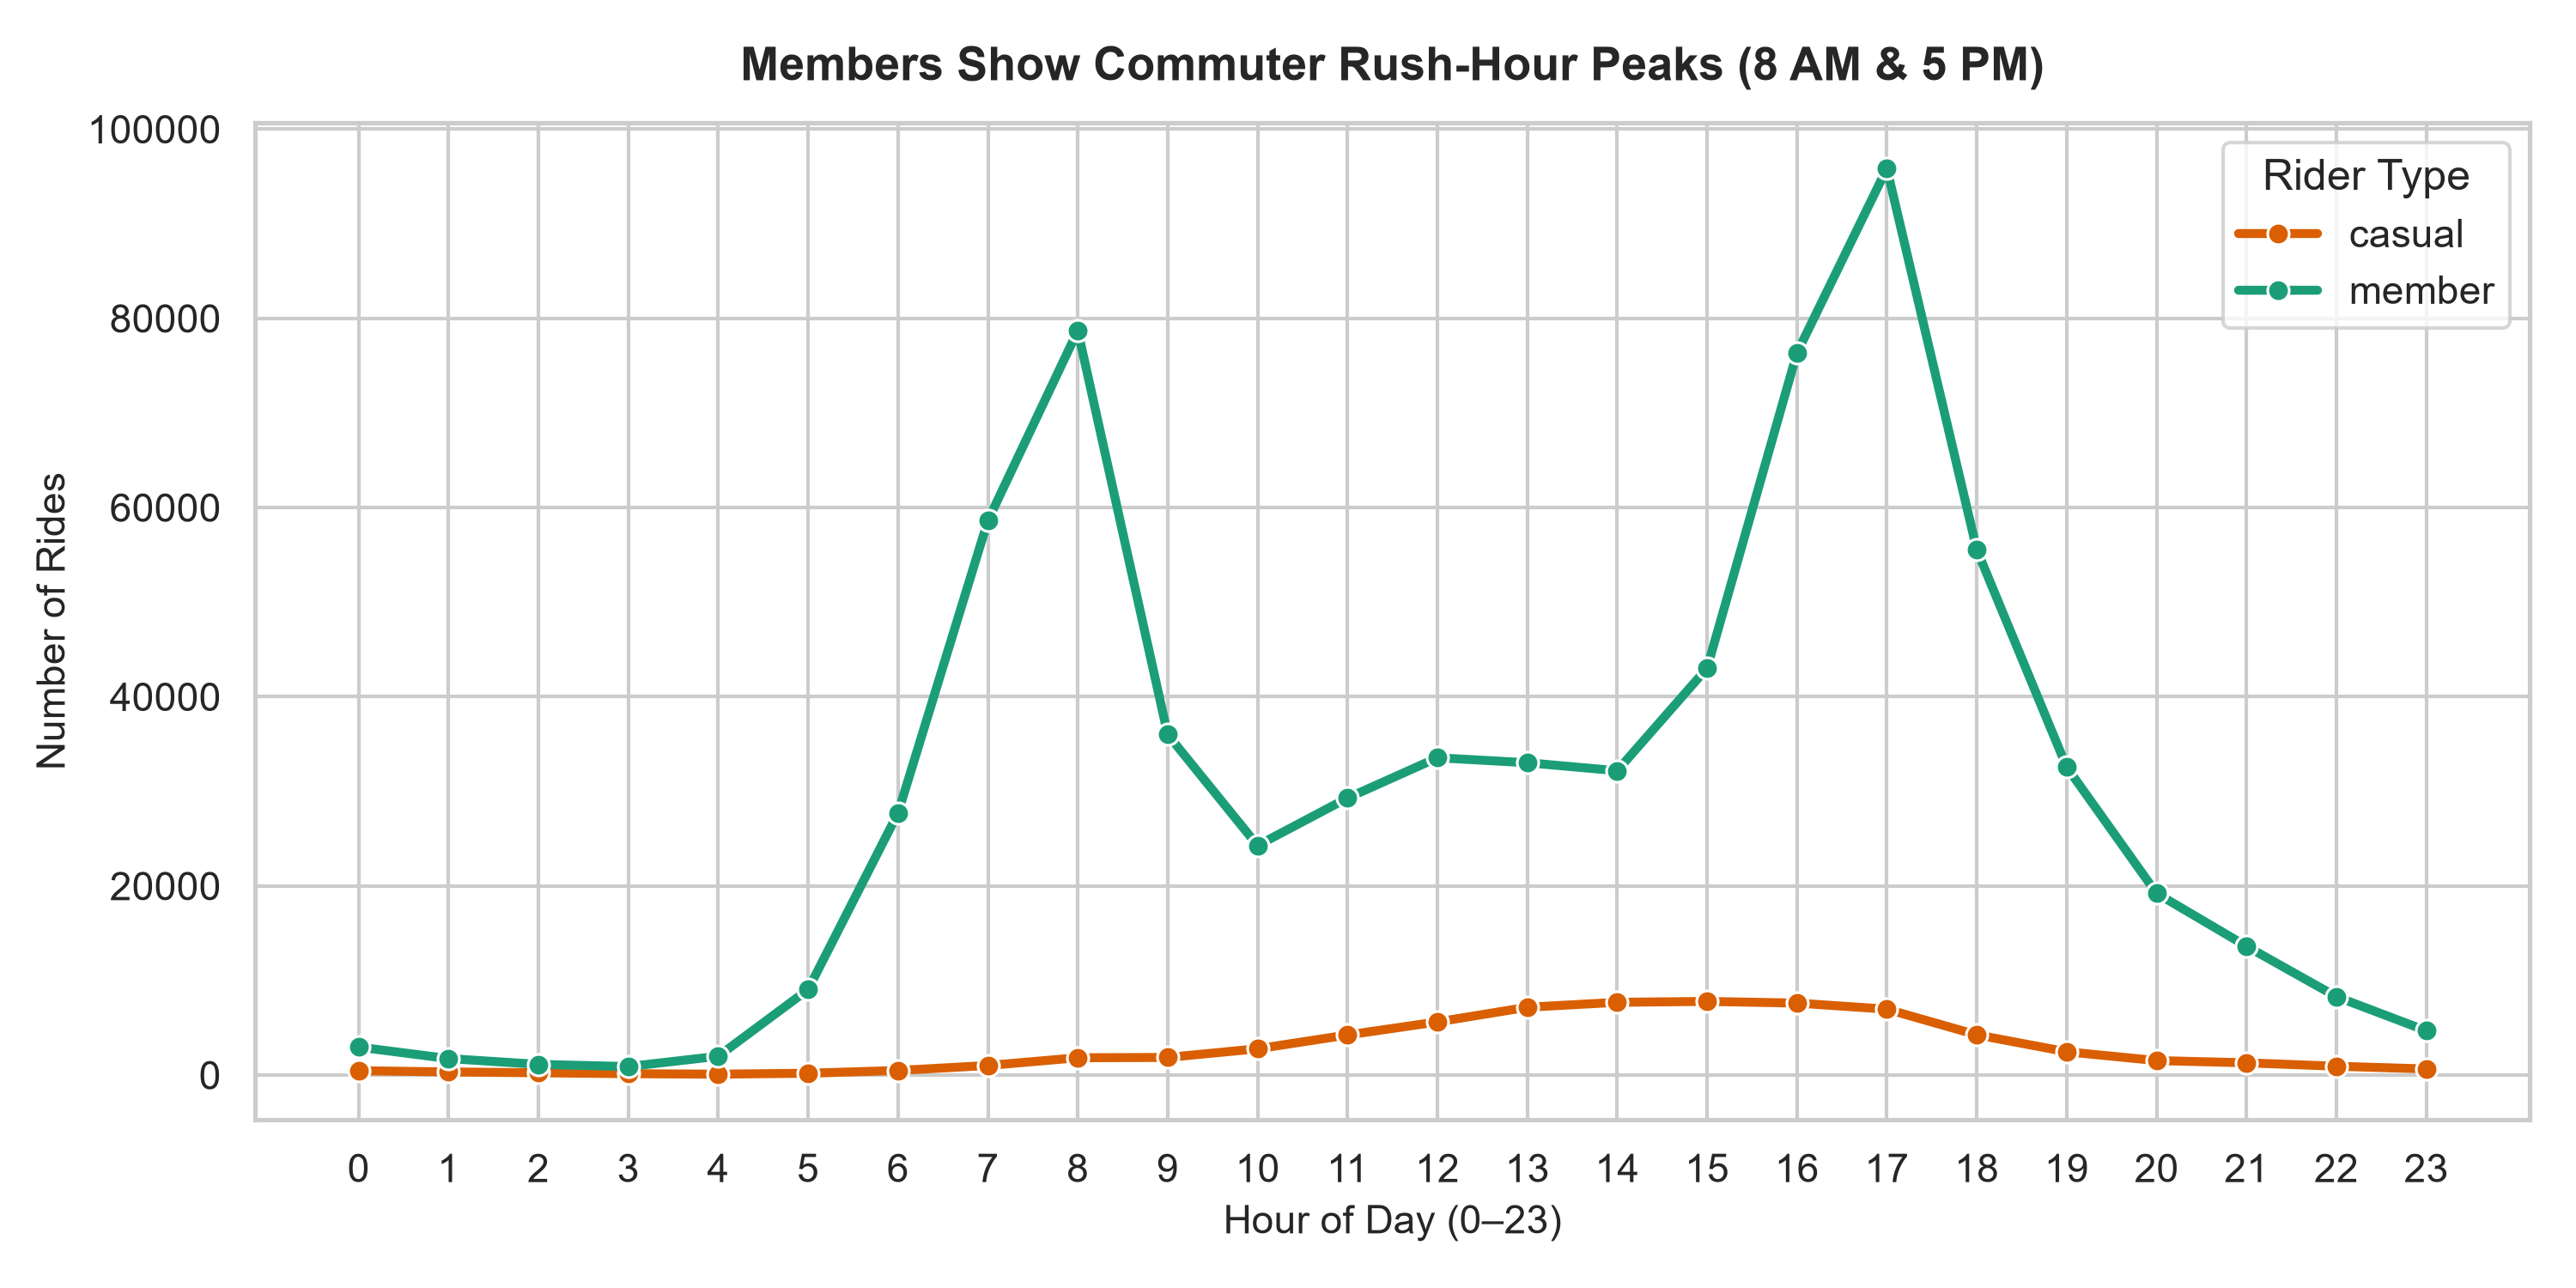 Members Show Commuter Rush-Hour Peaks (8 AM & 5 PM)
100000
80000
60000
40000
20000
0
Number of Rides
Rider Type
casual
member
0 1 2 3 4 5 6 7 8 9 10 11 12 13 14 15 16 17 18 19 20 21 22 23
Hour of Day (0–23)